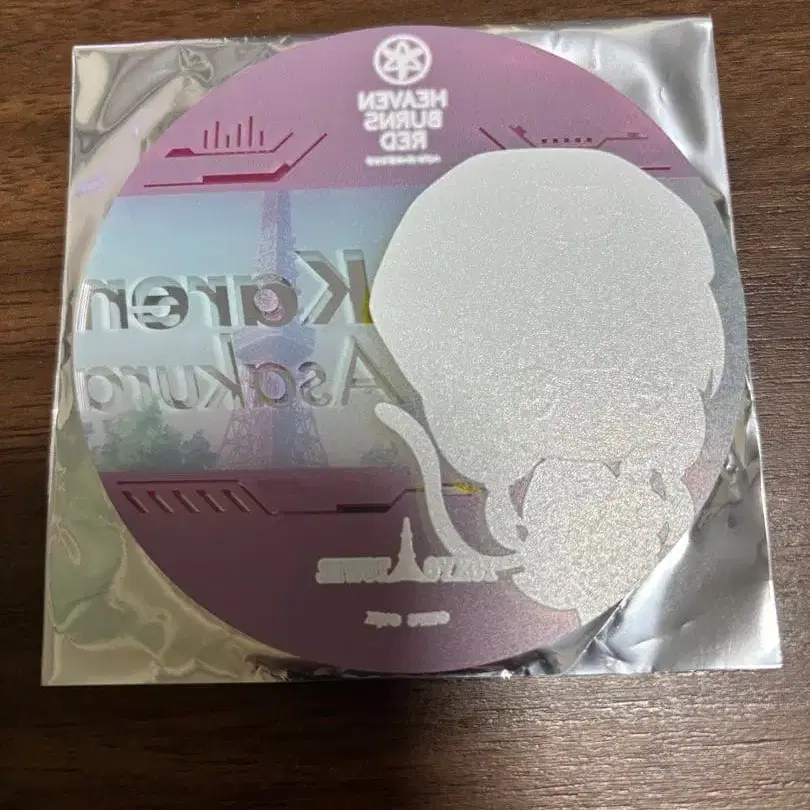 HEAVEN
BURNS
RED
Karen
Asakura
TOKYO TOWER